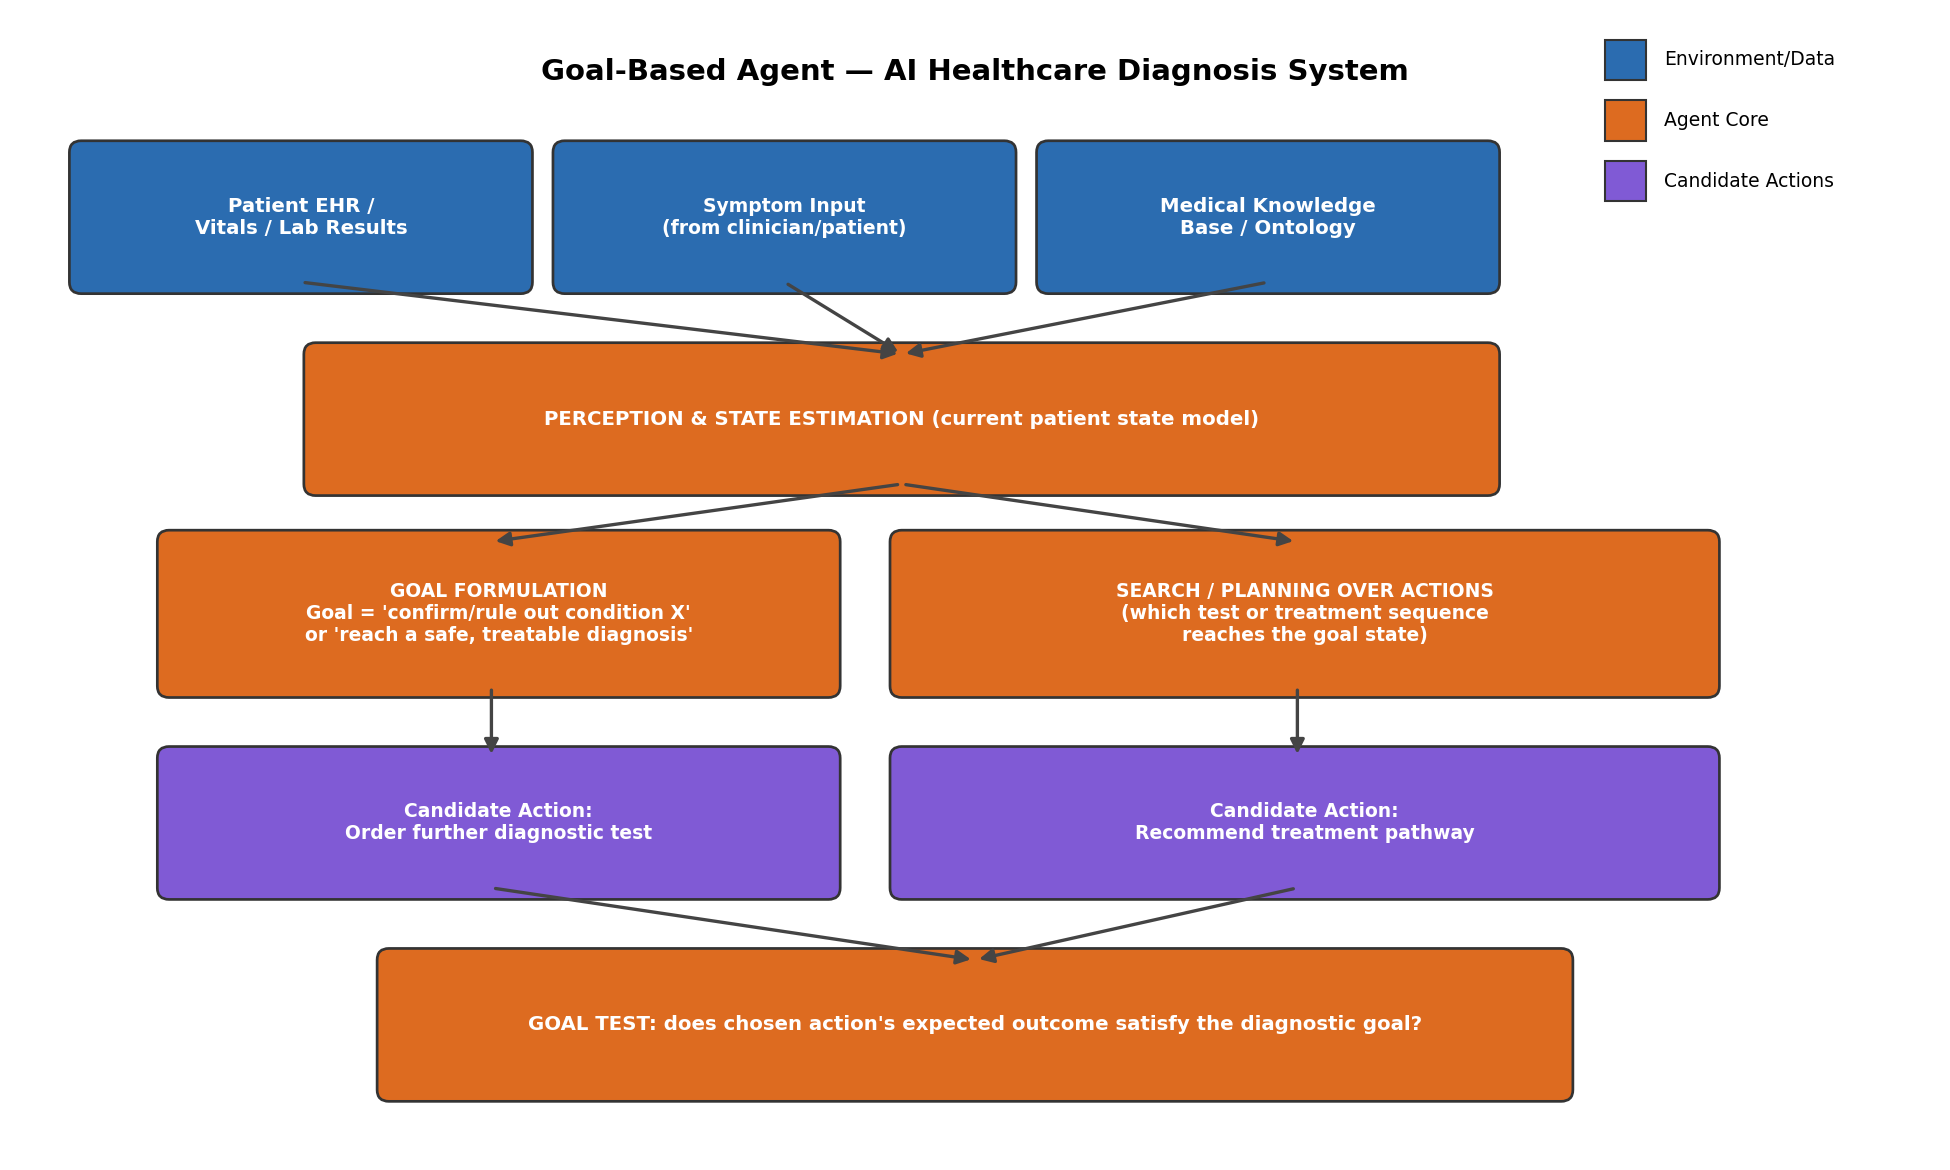 Goal-Based Agent — AI Healthcare Diagnosis System
Environment/Data
Agent Core
Candidate Actions
Patient EHR /
Vitals / Lab Results
Symptom Input
(from clinician/patient)
Medical Knowledge
Base / Ontology
PERCEPTION & STATE ESTIMATION (current patient state model)
GOAL FORMULATION
Goal = 'confirm/rule out condition X'
or 'reach a safe, treatable diagnosis'
SEARCH / PLANNING OVER ACTIONS
(which test or treatment sequence
reaches the goal state)
Candidate Action:
Order further diagnostic test
Candidate Action:
Recommend treatment pathway
GOAL TEST: does chosen action's expected outcome satisfy the diagnostic goal?